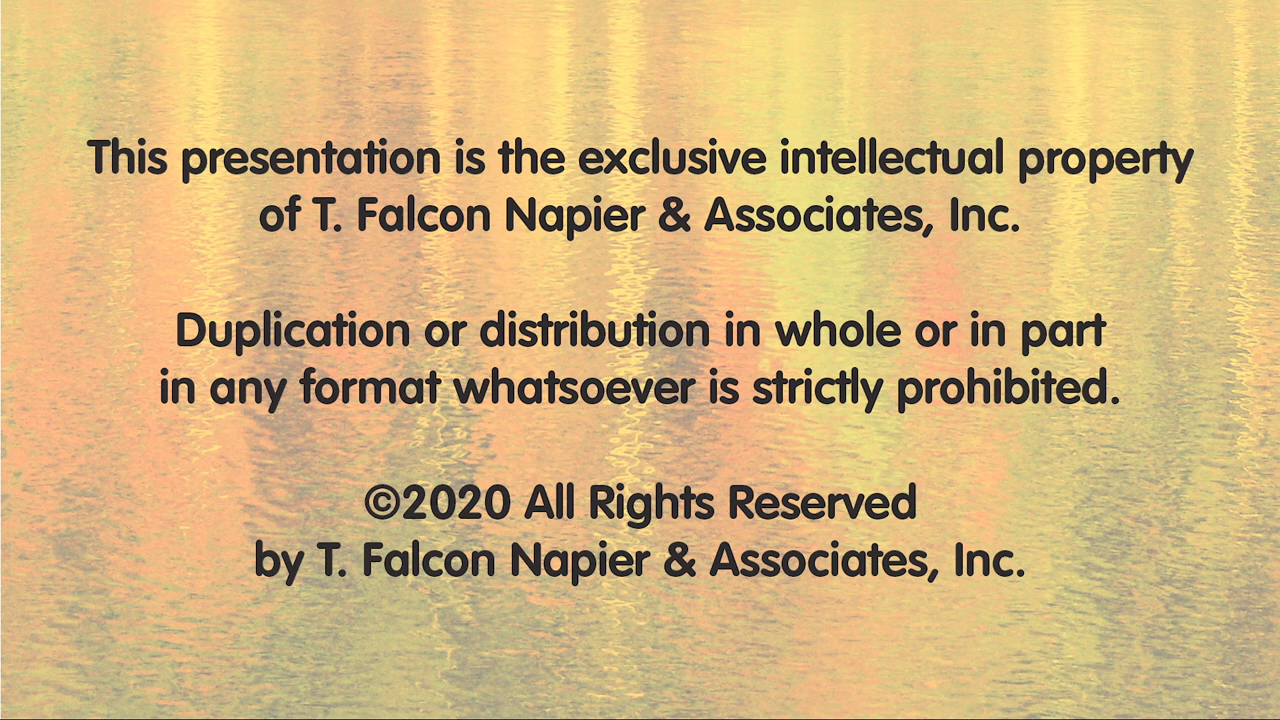 This presentation is the exclusive intellectual property
of T. Falcon Napier & Associates, Inc.
Duplication or distribution in whole or in part
in any format whatsoever is strictly prohibited.
©2020 All Rights Reserved
by T. Falcon Napier & Associates, Inc.